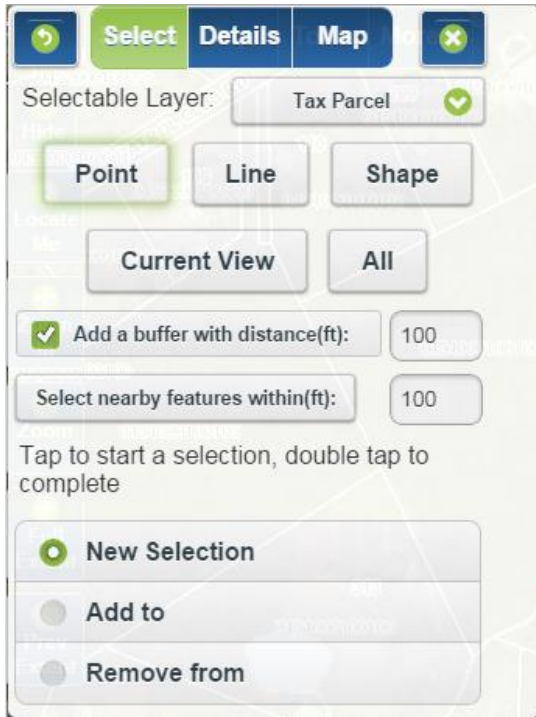 Select Details Map
Selectable Layer: Tax Parcel
Point Line Shape
Current View All
Add a buffer with distance(ft): 100
Select nearby features within(ft): 100
Tap to start a selection, double tap to
complete
New Selection
Add to
Remove from